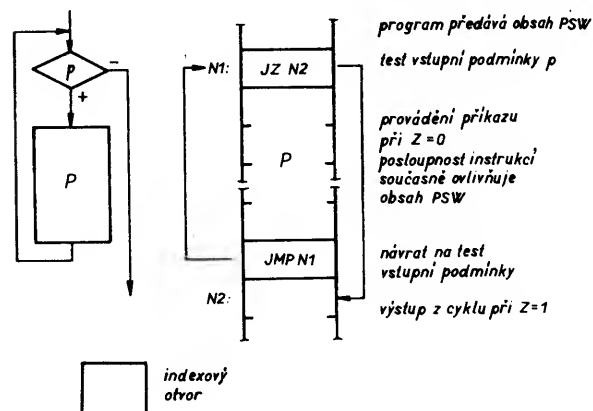 program předává obsah PSW
p
-
+
P
N1:
JZ N2
test vstupní podmínky p
P
provádění příkazu
při Z=0
posloupnost instrukcí
současně ovlivňuje
obsah PSW
JMP N1
návrat na test
vstupní podmínky
N2:
výstup z cyklu při Z=1
indexový
otvor